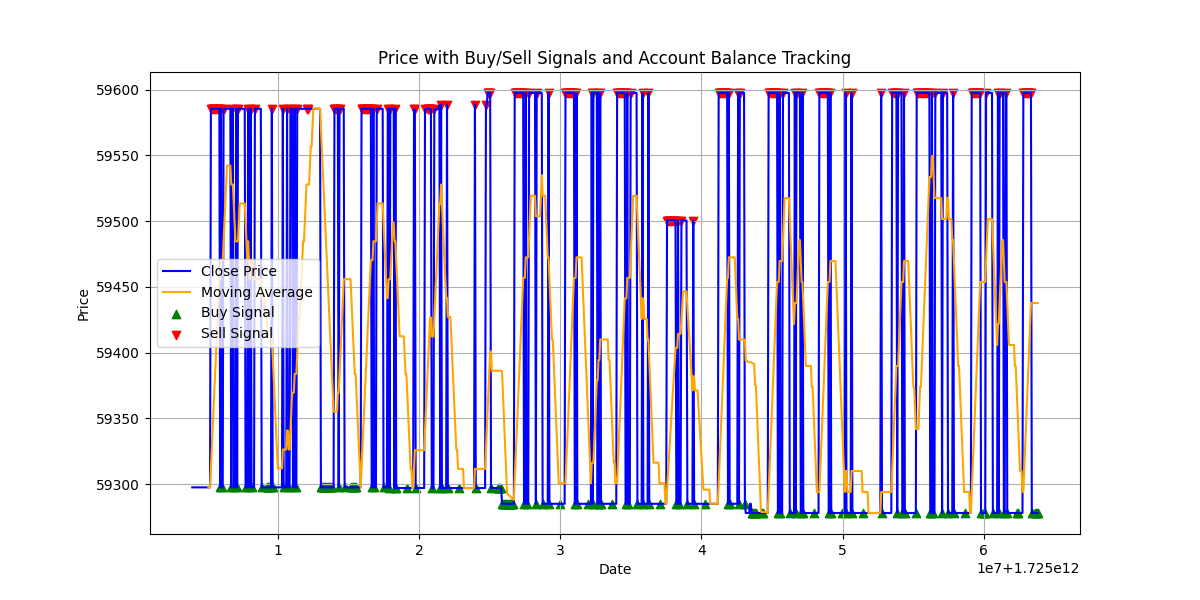 Price with Buy/Sell Signals and Account Balance Tracking
59600
59550
59500
59450
59400
59350
59300
Price
Close Price
Moving Average
Buy Signal
Sell Signal
1 2 3 4 5 6
1e7+1.725e12
Date